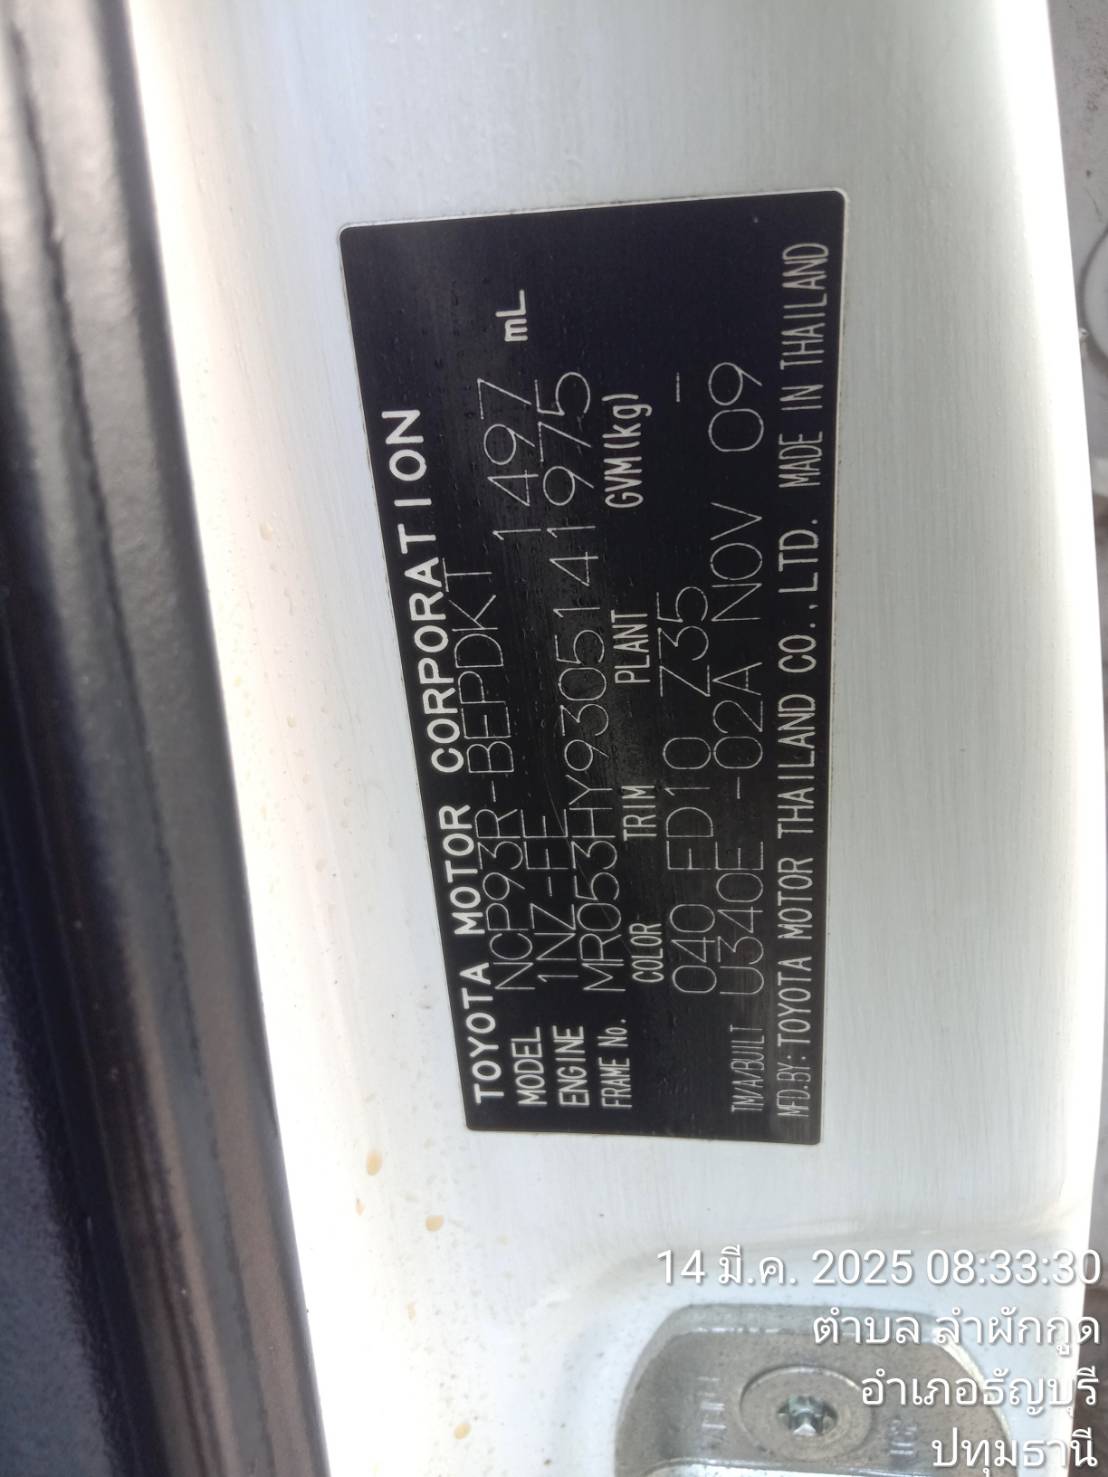 TOYOTA MOTOR CORPORATION
MODEL NCP93R-BEPDKT 1497 mL
ENGINE 1NZ-FE
FRAME No. MR053HY9305141975
COLOR TRIM PLANT GVM(kg)
040 FD10 Z35 -
TMA/BUILT U340E -02A NOV 09
MFD.BY: TOYOTA MOTOR THAILAND CO.,LTD. MADE IN THAILAND
14 มี.ค. 2025 08:33:30
ตำบล ลำผักกูด
อำเภอธัญบุรี
ปทุมธานี